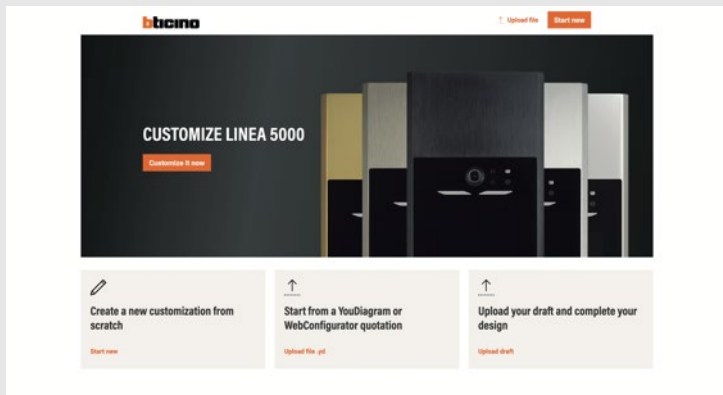 bticino
Upload file
Start new
CUSTOMIZE LINEA 5000
Customize it now
Create a new customization from
scratch
Start new
Start from a YouDiagram or
WebConfigurator quotation
Upload file .yd
Upload your draft and complete your
design
Upload draft